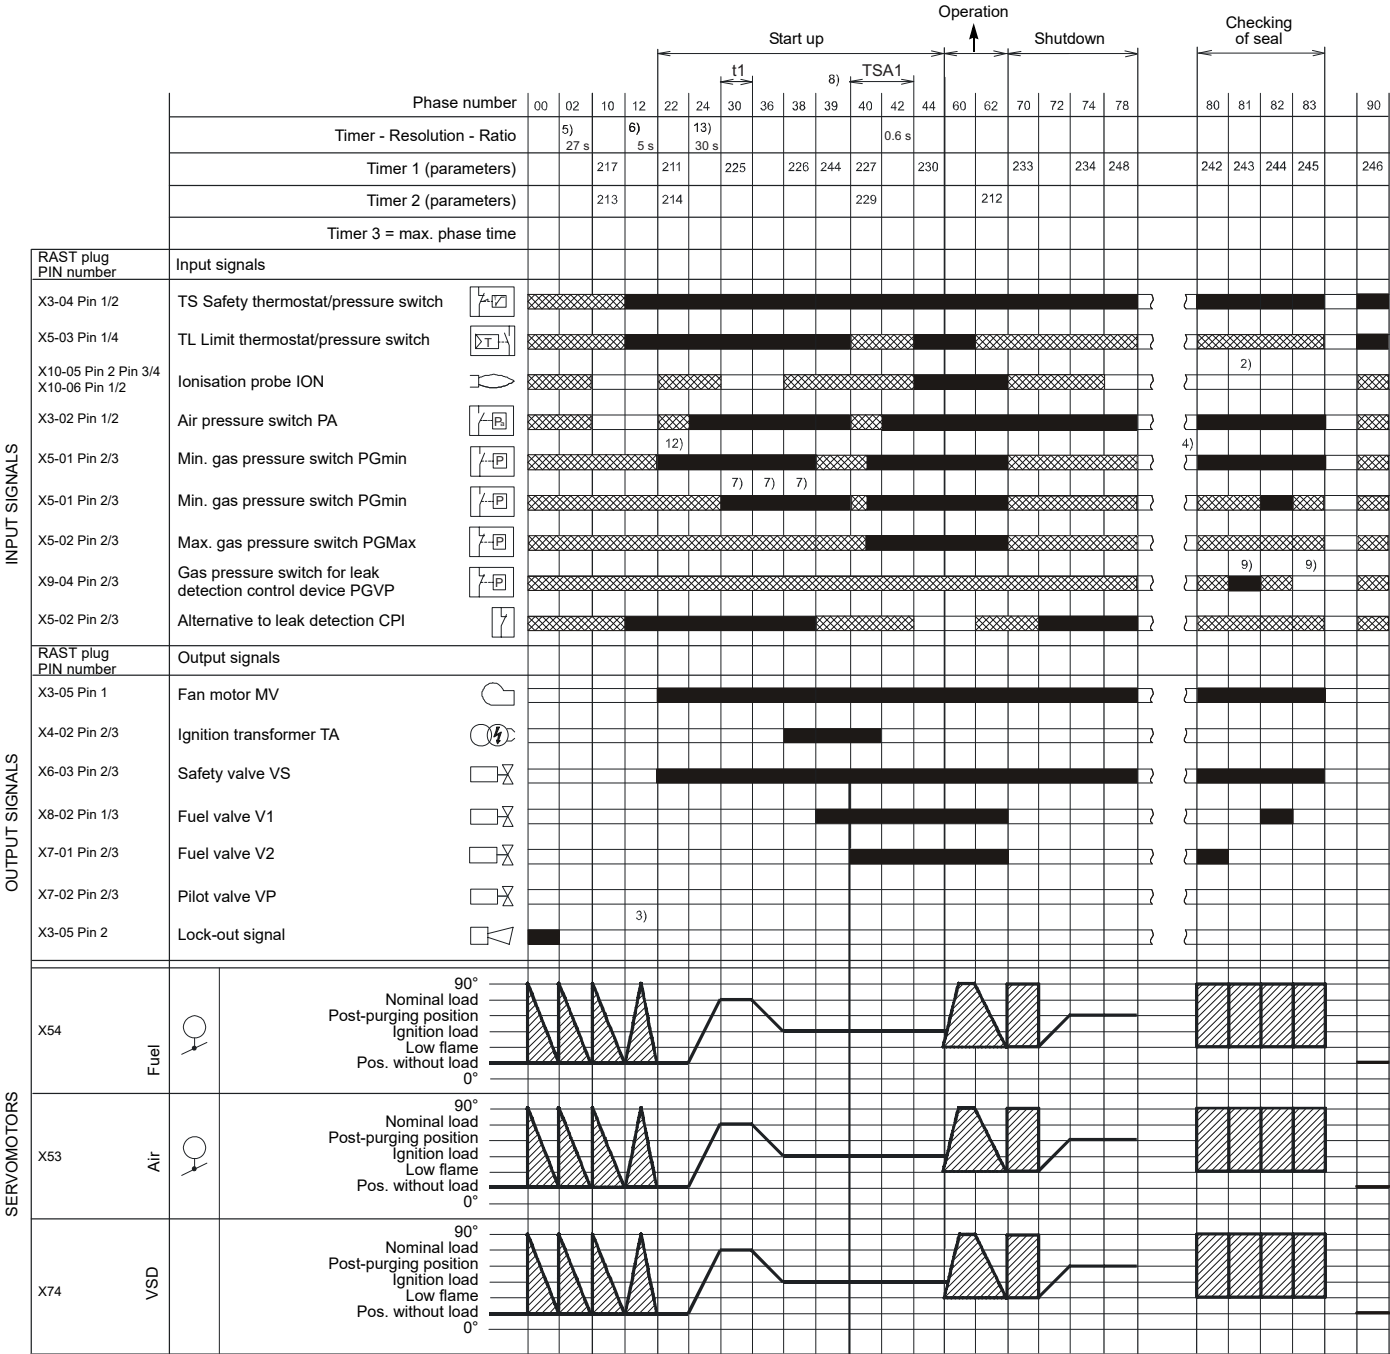 Operation
Start up
Shutdown
Checking
of seal
t1
8)
TSA1
Phase number 00 02 10 12 22 24 30 36 38 39 40 42 44 60 62 70 72 74 78 80 81 82 83 90
Timer - Resolution - Ratio 5) 27 s 6) 5 s 13) 30 s 0.6 s
Timer 1 (parameters) 217 211 225 226 244 227 230 233 234 248 242 243 244 245 246
Timer 2 (parameters) 213 214 229 212
Timer 3 = max. phase time
INPUT SIGNALS
RAST plug
PIN number
Input signals
X3-04 Pin 1/2 TS Safety thermostat/pressure switch
X5-03 Pin 1/4 TL Limit thermostat/pressure switch T
2)
X10-05 Pin 2 Pin 3/4
X10-06 Pin 1/2
Ionisation probe ION
X3-02 Pin 1/2 Air pressure switch PA Pa
12) 4)
X5-01 Pin 2/3 Min. gas pressure switch PGmin P
7) 7) 7)
X5-01 Pin 2/3 Min. gas pressure switch PGmin P
X5-02 Pin 2/3 Max. gas pressure switch PGMax P
9) 9)
X9-04 Pin 2/3 Gas pressure switch for leak
detection control device PGVP P
X5-02 Pin 2/3 Alternative to leak detection CPI
OUTPUT SIGNALS
RAST plug
PIN number
Output signals
X3-05 Pin 1 Fan motor MV
X4-02 Pin 2/3 Ignition transformer TA
X6-03 Pin 2/3 Safety valve VS
X8-02 Pin 1/3 Fuel valve V1
X7-01 Pin 2/3 Fuel valve V2
X7-02 Pin 2/3 Pilot valve VP
3)
X3-05 Pin 2 Lock-out signal
SERVOMOTORS
X54
Fuel
90°
Nominal load
Post-purging position
Ignition load
Low flame
Pos. without load
0°
X53
Air
90°
Nominal load
Post-purging position
Ignition load
Low flame
Pos. without load
0°
X74
VSD
90°
Nominal load
Post-purging position
Ignition load
Low flame
Pos. without load
0°